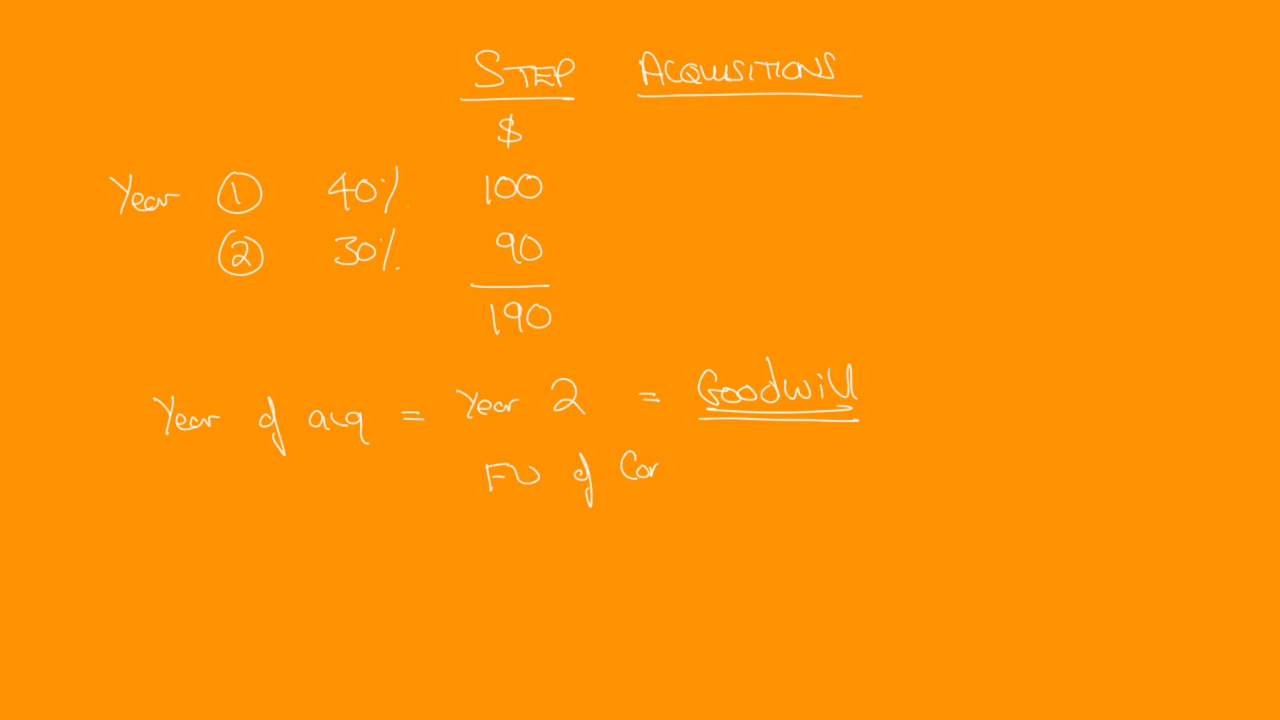 STEP ACQUISITIONS
$
Year 1 40% 100
2 30% 90
190
Year of acq = Year 2 = Goodwill
FV of Con